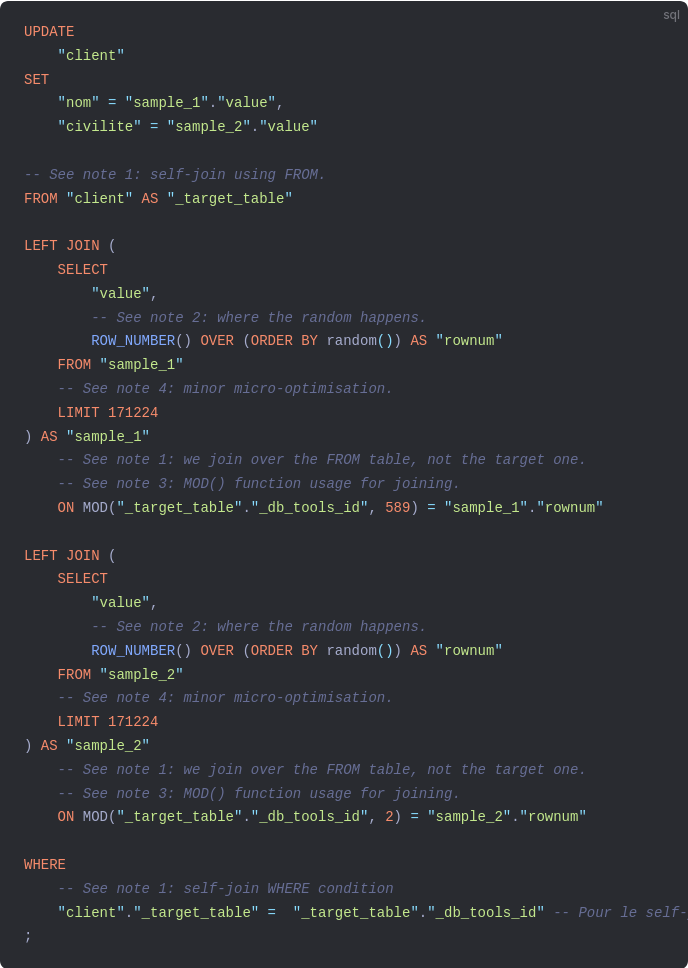 sql
UPDATE
    "client"
SET
    "nom" = "sample_1"."value",
    "civilite" = "sample_2"."value"

-- See note 1: self-join using FROM.
FROM "client" AS "_target_table"

LEFT JOIN (
    SELECT
        "value",
        -- See note 2: where the random happens.
        ROW_NUMBER() OVER (ORDER BY random()) AS "rownum"
    FROM "sample_1"
    -- See note 4: minor micro-optimisation.
    LIMIT 171224
) AS "sample_1"
    -- See note 1: we join over the FROM table, not the target one.
    -- See note 3: MOD() function usage for joining.
    ON MOD("_target_table"."_db_tools_id", 589) = "sample_1"."rownum"

LEFT JOIN (
    SELECT
        "value",
        -- See note 2: where the random happens.
        ROW_NUMBER() OVER (ORDER BY random()) AS "rownum"
    FROM "sample_2"
    -- See note 4: minor micro-optimisation.
    LIMIT 171224
) AS "sample_2"
    -- See note 1: we join over the FROM table, not the target one.
    -- See note 3: MOD() function usage for joining.
    ON MOD("_target_table"."_db_tools_id", 2) = "sample_2"."rownum"

WHERE
    -- See note 1: self-join WHERE condition
    "client"."_target_table" =  "_target_table"."_db_tools_id" -- Pour le self-
;